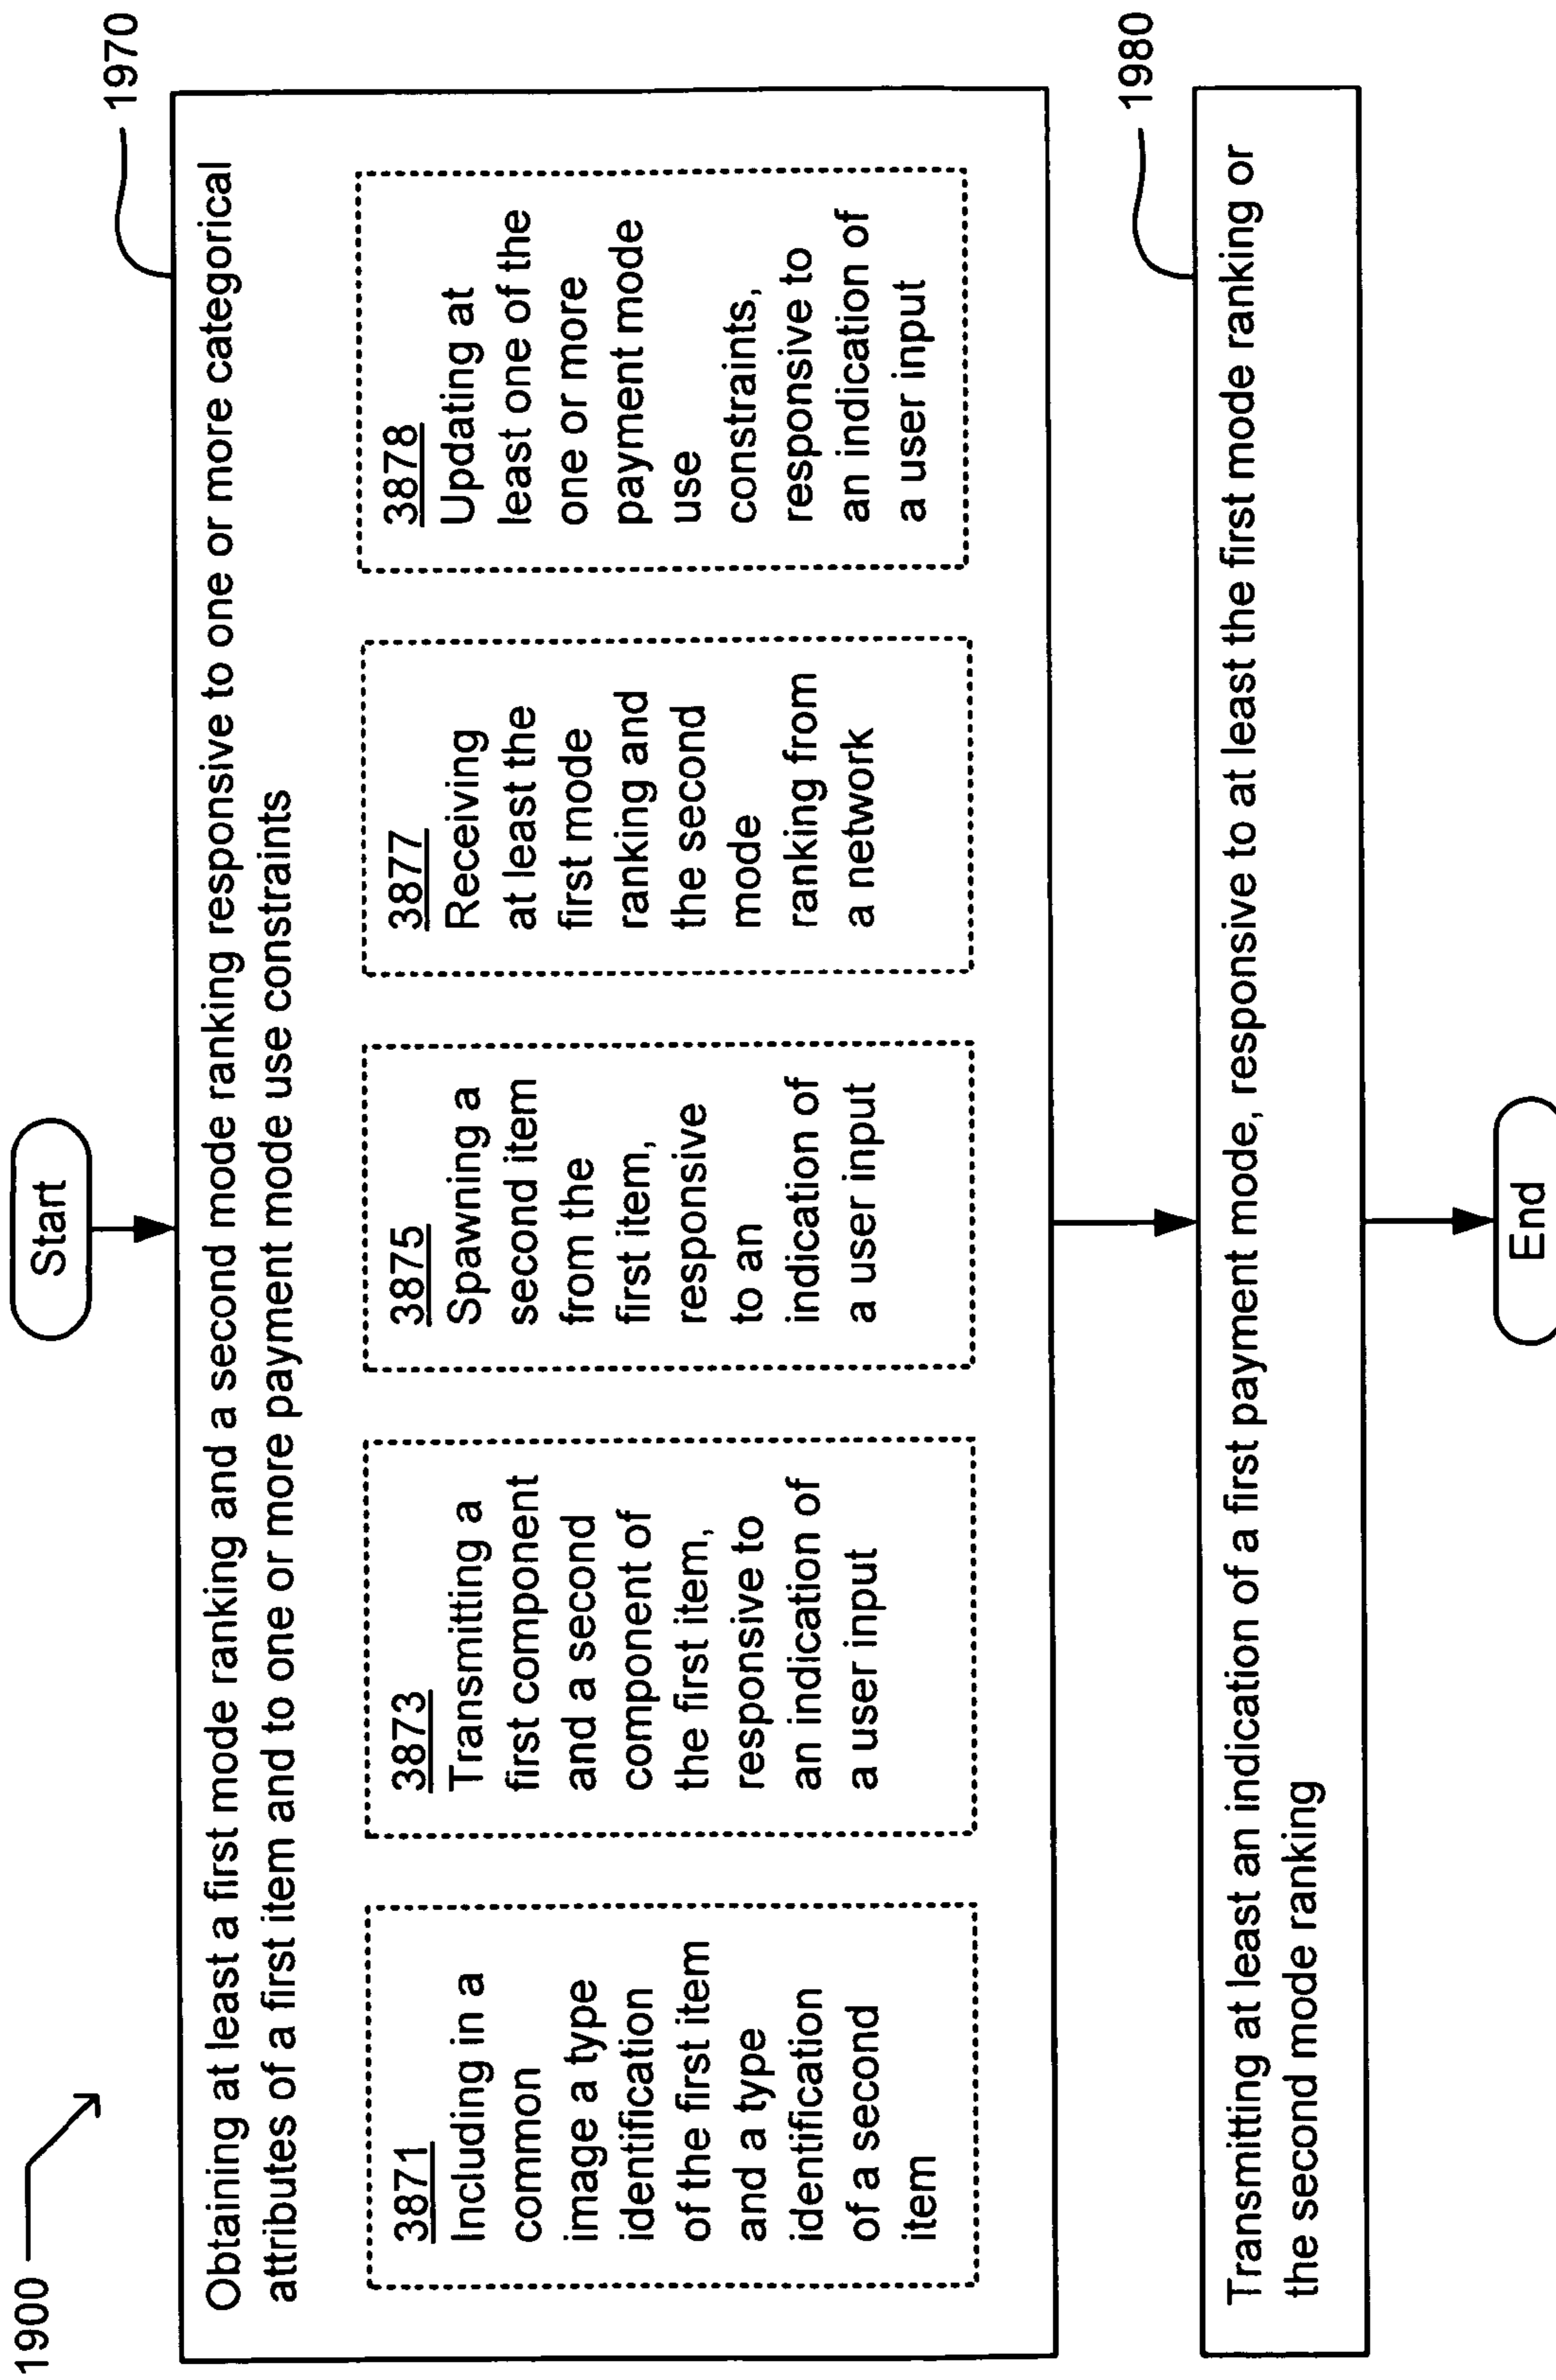 1900
Start
1970
Obtaining at least a first mode ranking and a second mode ranking responsive to one or more categorical
attributes of a first item and to one or more payment mode use constraints
3871
Including in a
common
image a type
identification
of the first item
and a type
identification
of a second
item
3873
Transmitting a
first component
and a second
component of
the first item,
responsive to
an indication of
a user input
3875
Spawning a
second item
from the
first item,
responsive
to an
indication of
a user input
3877
Receiving
at least the
first mode
ranking and
the second
mode
ranking from
a network
3878
Updating at
least one of the
one or more
payment mode
use
constraints,
responsive to
an indication of
a user input
1980
Transmitting at least an indication of a first payment mode, responsive to at least the first mode ranking or
the second mode ranking
End